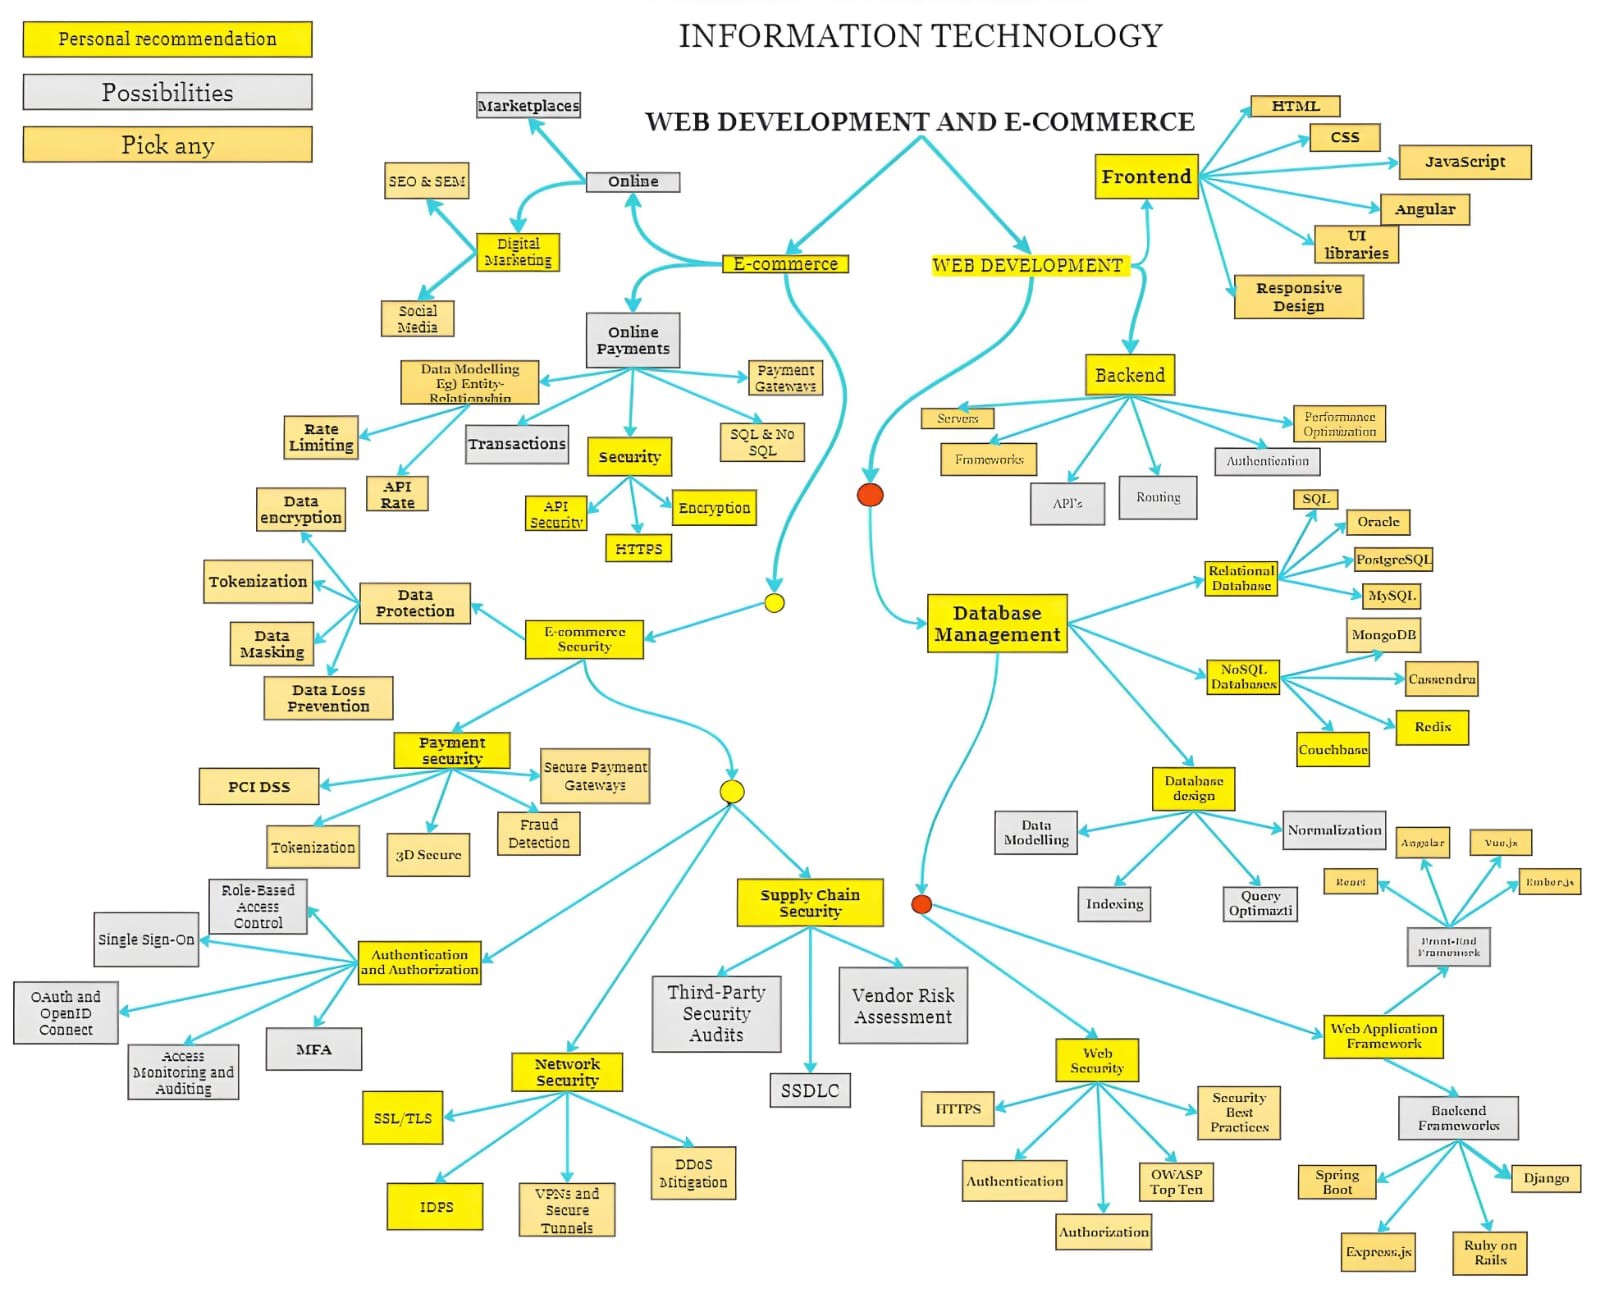 INFORMATION TECHNOLOGY
Personal recommendation
Possibilities
Pick any
WEB DEVELOPMENT AND E-COMMERCE
Marketplaces
SEO & SEM
Online
Digital
Marketing
Social
Media
E-commerce
WEB DEVELOPMENT
Frontend
HTML
CSS
JavaScript
Angular
UI
libraries
Responsive
Design
Online
Payments
Data Modelling
Eg) Entity-
Relationship
Payment
Gateways
Rate
Limiting
API
Rate
Transactions
Security
SQL & No
SQL
API
Security
HTTPS
Encryption
Backend
Servers
Frameworks
API's
Routing
Authentication
Performance
Optimization
Data
encryption
Tokenization
Data
Masking
Data Loss
Prevention
Data
Protection
E-commerce
Security
Database
Management
Relational
Database
SQL
Oracle
PostgreSQL
MySQL
NoSQL
Databases
MongoDB
Cassendra
Redis
Couchbase
Database
design
Data
Modelling
Indexing
Query
Optimazti
Normalization
Payment
security
PCI DSS
Tokenization
3D Secure
Fraud
Detection
Secure Payment
Gateways
Authentication
and Authorization
Role-Based
Access
Control
Single Sign-On
OAuth and
OpenID
Connect
Access
Monitoring and
Auditing
MFA
Supply Chain
Security
Third-Party
Security
Audits
SSDLC
Vendor Risk
Assessment
Network
Security
SSL/TLS
IDPS
VPNs and
Secure
Tunnels
DDoS
Mitigation
Web
Security
HTTPS
Authentication
Authorization
OWASP
Top Ten
Security
Best
Practices
Web Application
Framework
Front-End
Framework
React
Angular
Vue.js
Ember.js
Backend
Frameworks
Spring
Boot
Express.js
Ruby on
Rails
Django